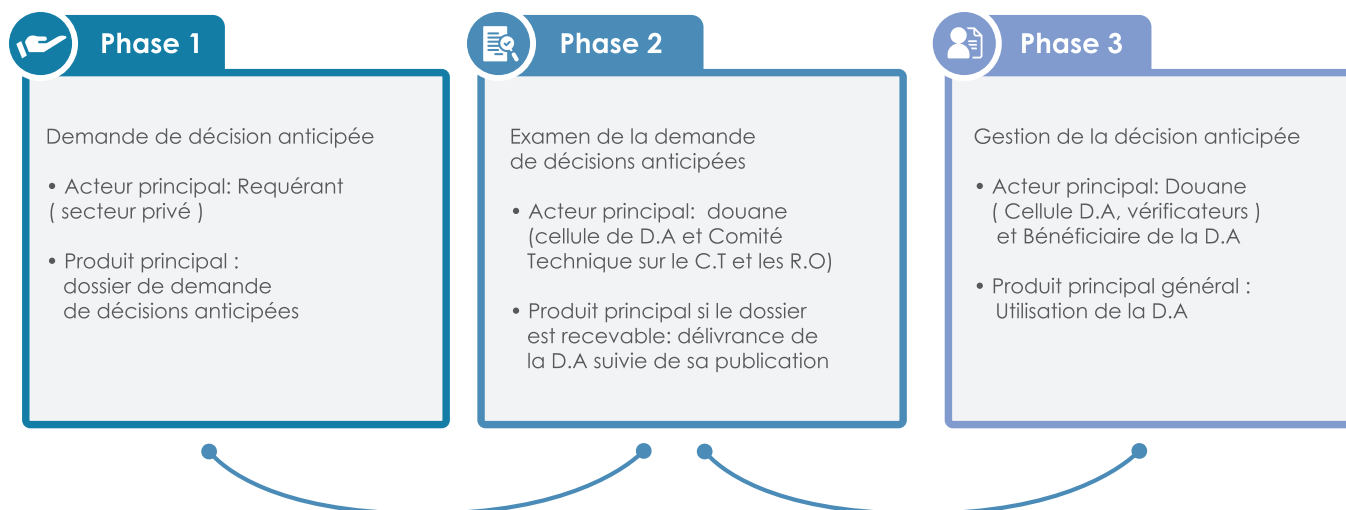 Phase 1
Demande de décision anticipée
• Acteur principal: Requérant
( secteur privé )
• Produit principal :
dossier de demande
de décisions anticipées
Phase 2
Examen de la demande
de décisions anticipées
• Acteur principal: douane
(cellule de D.A et Comité
Technique sur le C.T et les R.O)
• Produit principal si le dossier
est recevable: délivrance de
la D.A suivie de sa publication
Phase 3
Gestion de la décision anticipée
• Acteur principal: Douane
( Cellule D.A, vérificateurs )
et Bénéficiaire de la D.A
• Produit principal général :
Utilisation de la D.A